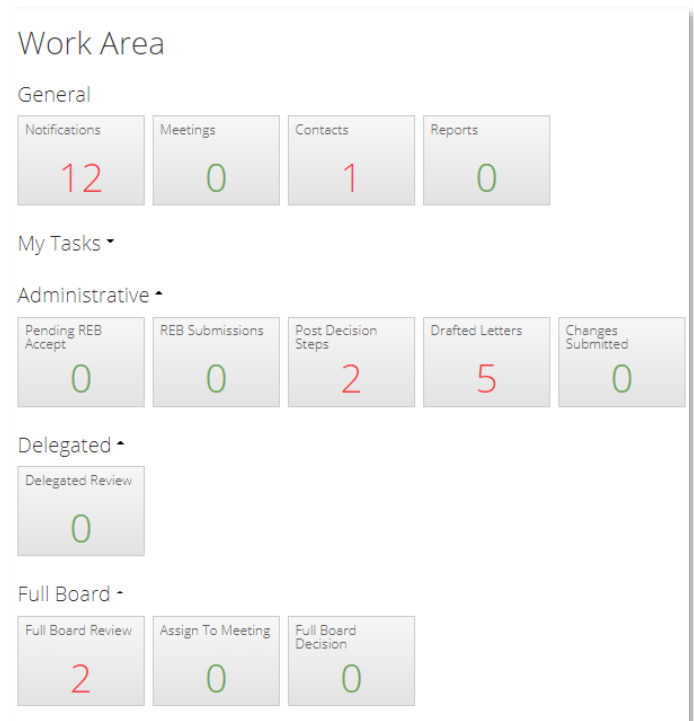 Work Area
General
Notifications
12
Meetings
0
Contacts
1
Reports
0
My Tasks
Administrative
Pending REB
Accept
0
REB Submissions
0
Post Decision
Steps
2
Drafted Letters
5
Changes
Submitted
0
Delegated
Delegated Review
0
Full Board
Full Board Review
2
Assign To Meeting
0
Full Board
Decision
0